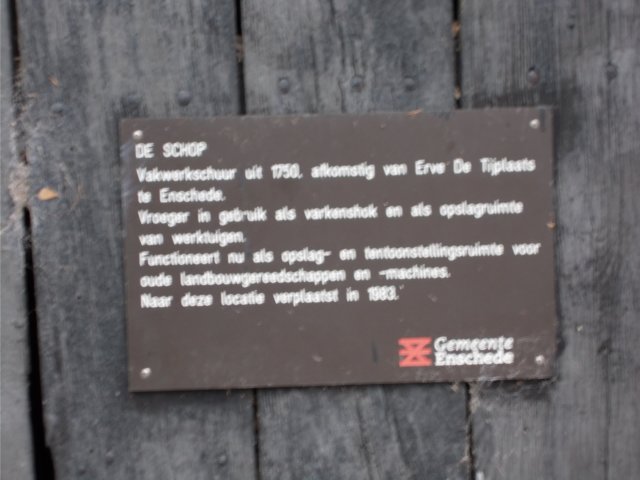 DE SCHOP
Vakwerkschuur uit 1750, afkomstig van Erve De Tijplaats
te Enschede.
Vroeger in gebruik als varkenshok en als opslagruimte
van werktuigen.
Functioneert nu als opslag- en tentoonstellingsruimte voor
oude landbouwgereedschappen en -machines.
Naar deze locatie verplaatst in 1983.
Gemeente
Enschede